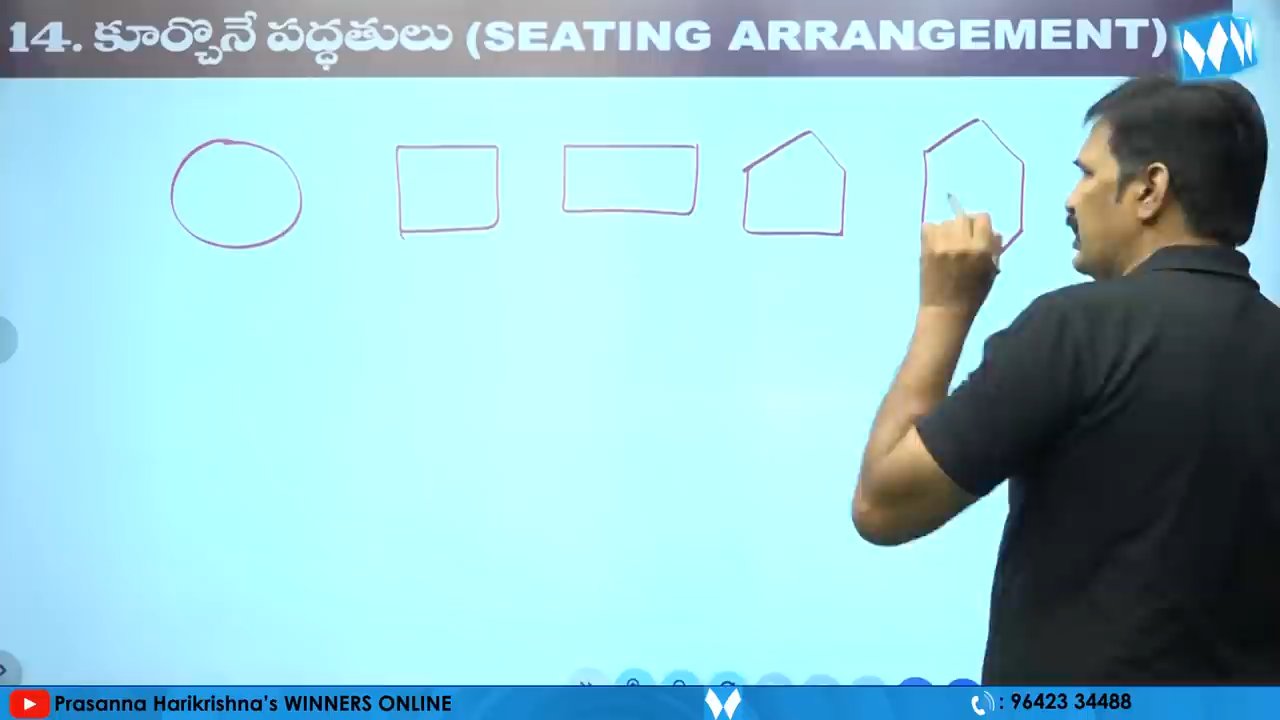 14. కూర్చొనే పద్ధతులు (SEATING ARRANGEMENT)
Prasanna Harikrishna's WINNERS ONLINE
: 96423 34488